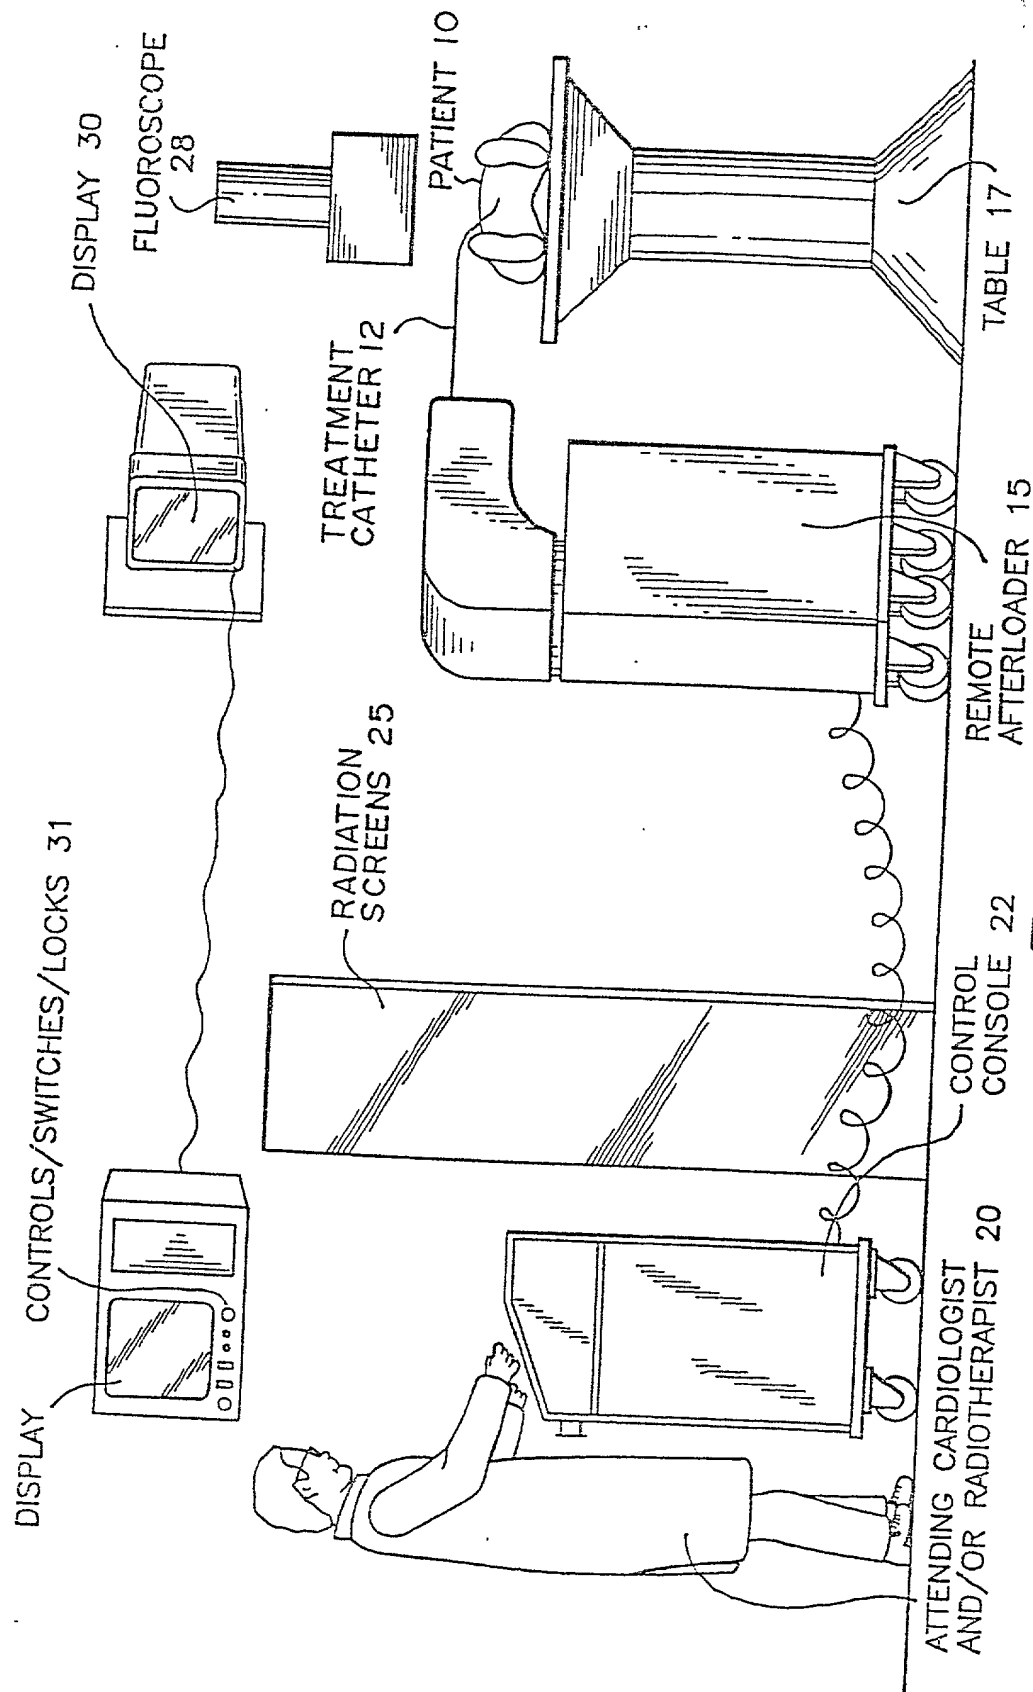 DISPLAY
CONTROLS/SWITCHES/LOCKS 31
DISPLAY 30
FLUOROSCOPE
28
RADIATION
SCREENS 25
TREATMENT
CATHETER 12
PATIENT 10
ATTENDING CARDIOLOGIST
AND/OR RADIOTHERAPIST 20
CONTROL
CONSOLE 22
REMOTE
AFTERLOADER 15
TABLE 17